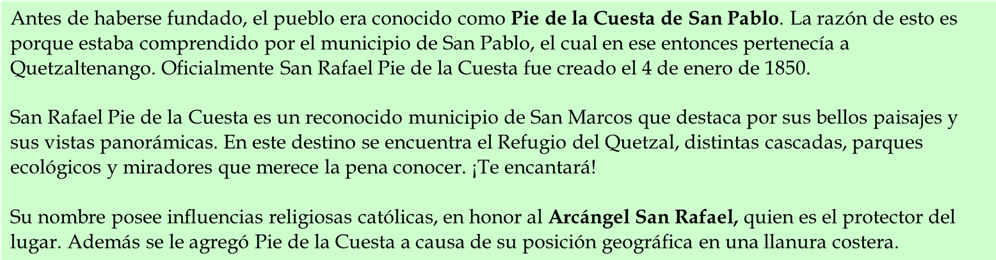 Antes de haberse fundado, el pueblo era conocido como Pie de la Cuesta de San Pablo. La razón de esto es
porque estaba comprendido por el municipio de San Pablo, el cual en ese entonces pertenecía a
Quetzaltenango. Oficialmente San Rafael Pie de la Cuesta fue creado el 4 de enero de 1850.
San Rafael Pie de la Cuesta es un reconocido municipio de San Marcos que destaca por sus bellos paisajes y
sus vistas panorámicas. En este destino se encuentra el Refugio del Quetzal, distintas cascadas, parques
ecológicos y miradores que merece la pena conocer. ¡Te encantará!
Su nombre posee influencias religiosas católicas, en honor al Arcángel San Rafael, quien es el protector del
lugar. Además se le agregó Pie de la Cuesta a causa de su posición geográfica en una llanura costera.